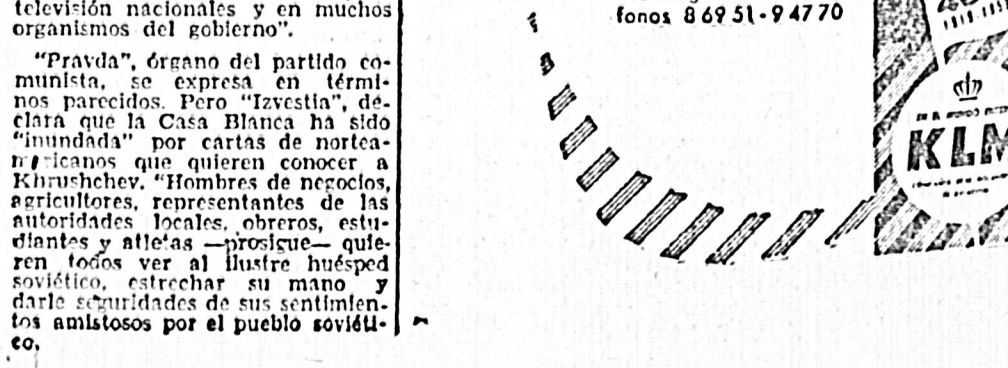 televisión nacionales y en muchos
organismos del gobierno".
"Pravda", órgano del partido co-
munista, se expresa en térmi-
nos parecidos. Pero "Izvestia", de-
clara que la Casa Blanca ha sido
"inundada" por cartas de nortea-
mericanos que quieren conocer a
Khrushchev. "Hombres de negocios,
agricultores, representantes de las
autoridades locales, obreros, estu-
diantes y atletas —prosigue— quie-
ren todos ver al ilustre huésped
soviético, estrechar su mano y
darle seguridades de sus sentimien-
tos amistosos por el pueblo soviéti-
co.
fonos 86951-94770
KLM